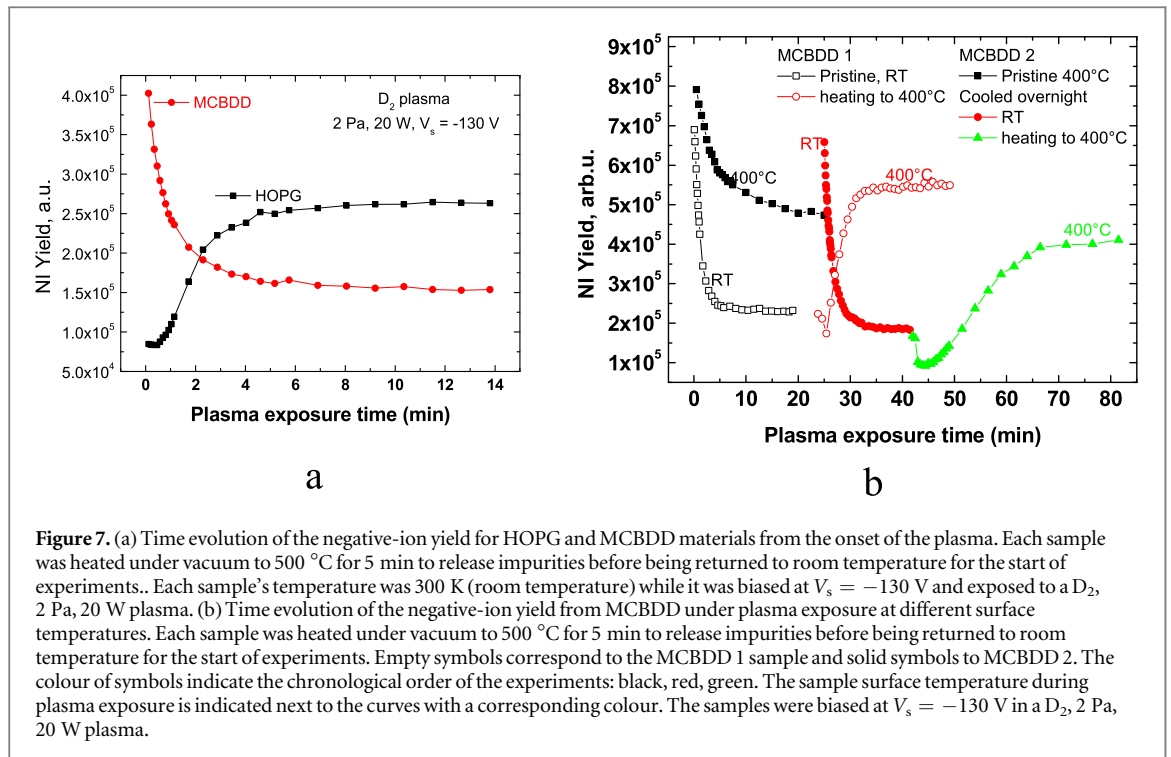 4.0x10⁵
3.5x10⁵
3.0x10⁵
2.5x10⁵
2.0x10⁵
1.5x10⁵
1.0x10⁵
5.0x10⁴
NI Yield, a.u.
MCBDD
D₂ plasma
2 Pa, 20 W, Vₛ = -130 V
HOPG
0 2 4 6 8 10 12 14
Plasma exposure time (min)
a
9x10⁵
8x10⁵
7x10⁵
6x10⁵
5x10⁵
4x10⁵
3x10⁵
2x10⁵
1x10⁵
NI Yield, arb.u.
MCBDD 1
Pristine, RT
heating to 400°C
MCBDD 2
Pristine 400°C
Cooled overnight
RT
heating to 400°C
RT
400°C
400°C
400°C
RT
0 10 20 30 40 50 60 70 80
Plasma exposure time (min)
b
Figure 7. (a) Time evolution of the negative-ion yield for HOPG and MCBDD materials from the onset of the plasma. Each sample
was heated under vacuum to 500 °C for 5 min to release impurities before being returned to room temperature for the start of
experiments.. Each sample's temperature was 300 K (room temperature) while it was biased at Vₛ = −130 V and exposed to a D₂,
2 Pa, 20 W plasma. (b) Time evolution of the negative-ion yield from MCBDD under plasma exposure at different surface
temperatures. Each sample was heated under vacuum to 500 °C for 5 min to release impurities before being returned to room
temperature for the start of experiments. Empty symbols correspond to the MCBDD 1 sample and solid symbols to MCBDD 2. The
colour of symbols indicate the chronological order of the experiments: black, red, green. The sample surface temperature during
plasma exposure is indicated next to the curves with a corresponding colour. The samples were biased at Vₛ = −130 V in a D₂, 2 Pa,
20 W plasma.